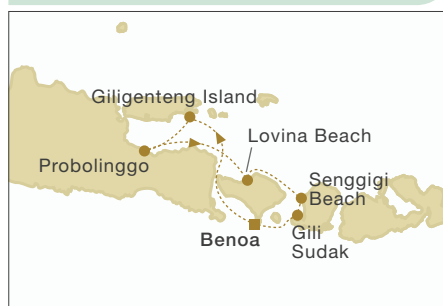 Giligenteng Island
Lovina Beach
Probolinggo
Senggigi
Beach
Benoa
Gili
Sudak